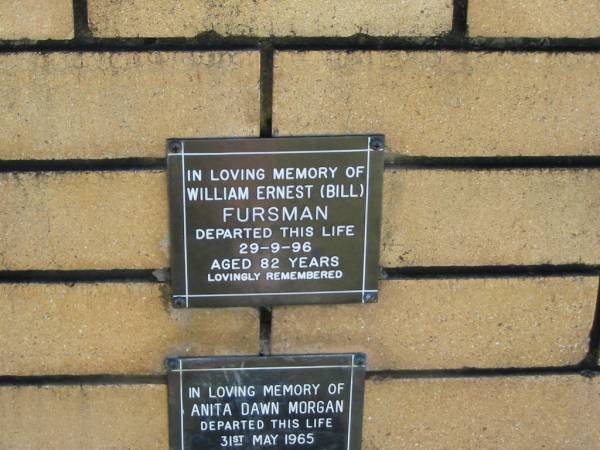 IN LOVING MEMORY OF
WILLIAM ERNEST (BILL)
FURSMAN
DEPARTED THIS LIFE
29-9-96
AGED 82 YEARS
LOVINGLY REMEMBERED
IN LOVING MEMORY OF
ANITA DAWN MORGAN
DEPARTED THIS LIFE
31ST MAY 1965